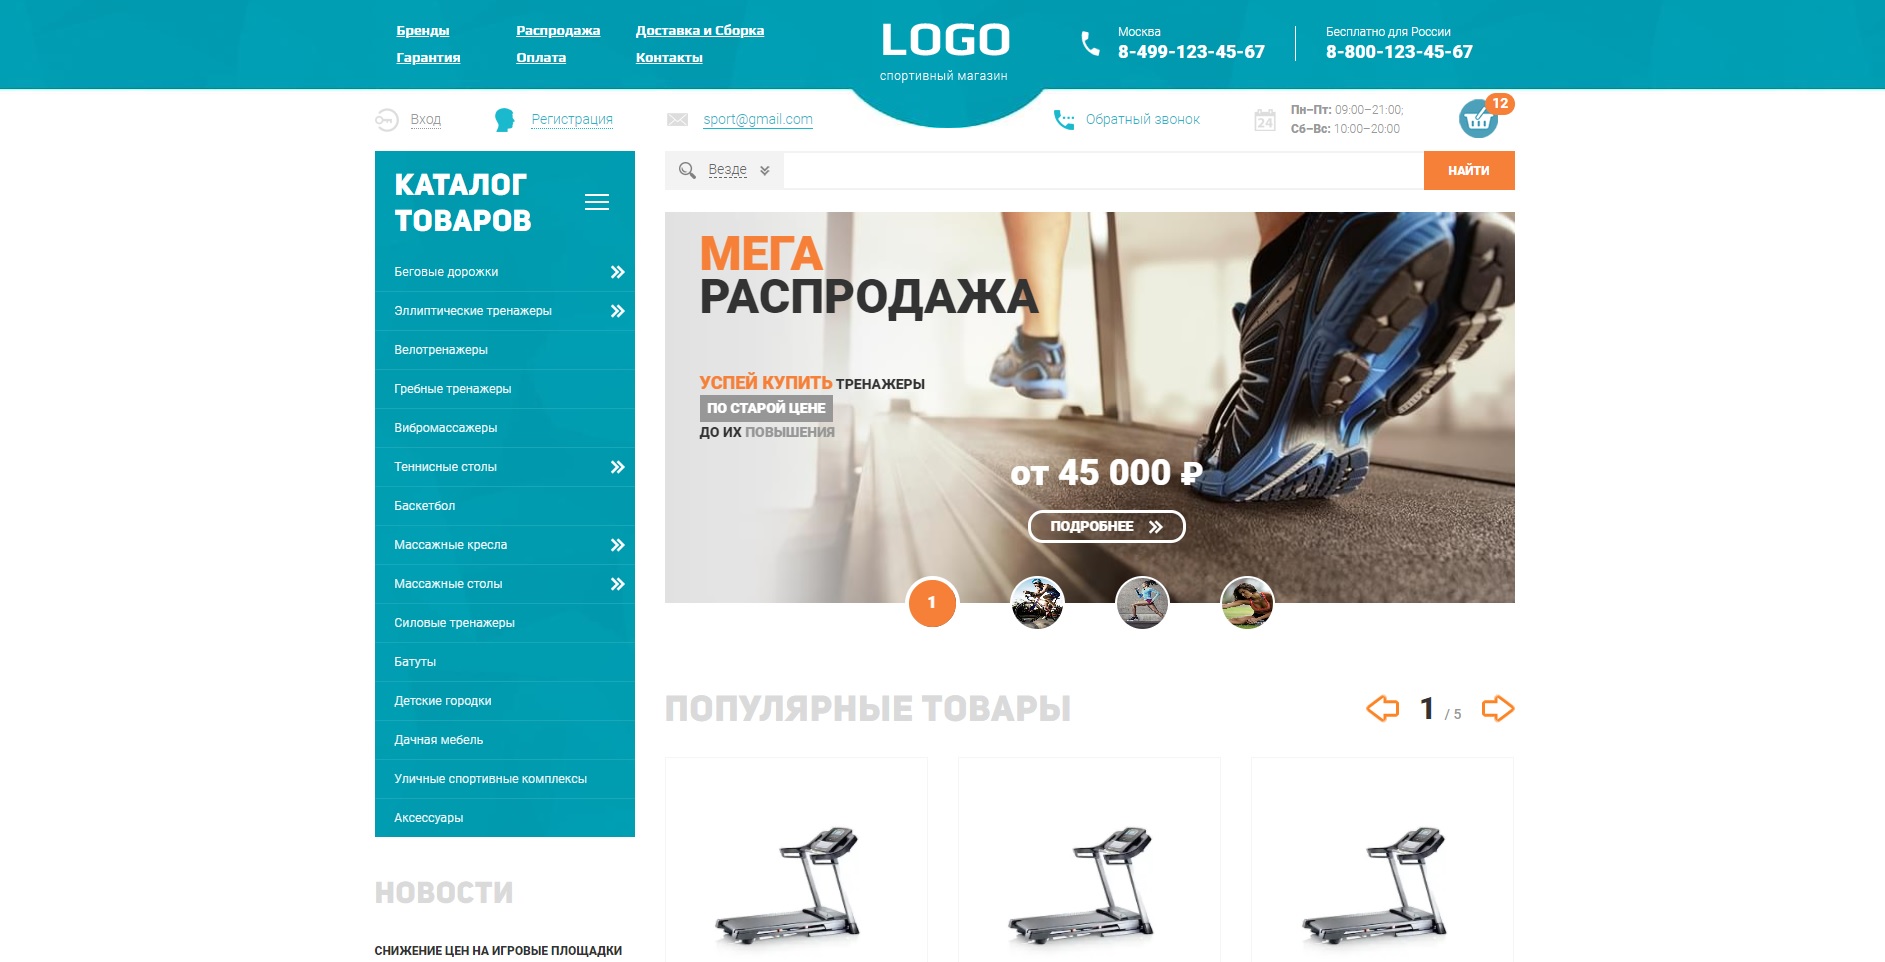 Бренды
Распродажа
Доставка и Сборка
Гарантия
Оплата
Контакты
LOGO
спортивный магазин
Москва
8-499-123-45-67
Бесплатно для России
8-800-123-45-67
Вход
Регистрация
sport@gmail.com
Обратный звонок
24
Пн–Пт: 09:00–21:00;
Сб–Вс: 10:00–20:00
12
КАТАЛОГ
ТОВАРОВ
Беговые дорожки
Эллиптические тренажеры
Велотренажеры
Гребные тренажеры
Вибромассажеры
Теннисные столы
Баскетбол
Массажные кресла
Массажные столы
Силовые тренажеры
Батуты
Детские городки
Дачная мебель
Уличные спортивные комплексы
Аксессуары
Везде
НАЙТИ
МЕГА
РАСПРОДАЖА
УСПЕЙ КУПИТЬ ТРЕНАЖЕРЫ
ПО СТАРОЙ ЦЕНЕ
ДО ИХ ПОВЫШЕНИЯ
от 45 000 ₽
ПОДРОБНЕЕ
1
ПОПУЛЯРНЫЕ ТОВАРЫ
1 / 5
НОВОСТИ
СНИЖЕНИЕ ЦЕН НА ИГРОВЫЕ ПЛОЩАДКИ